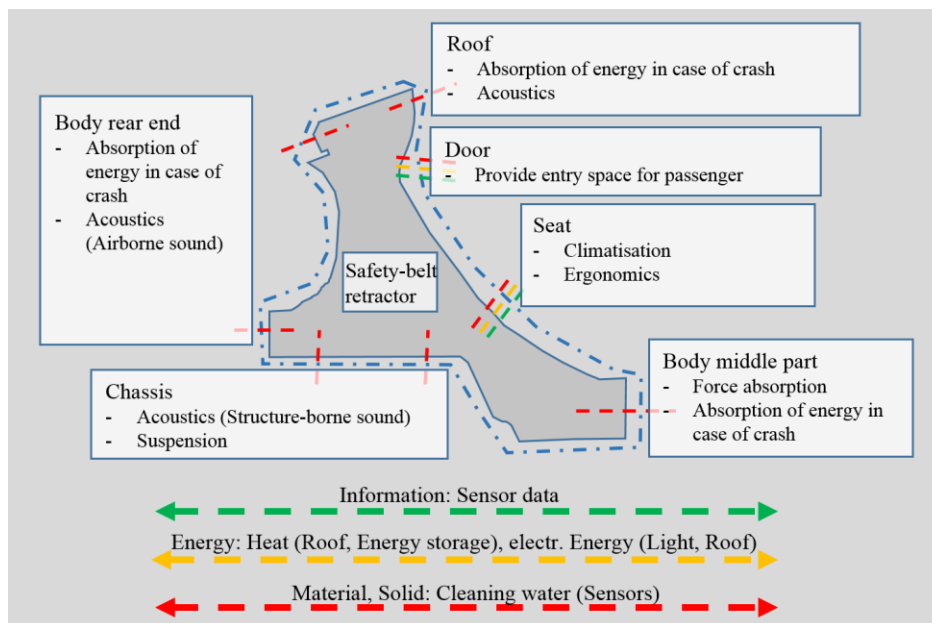 Roof
- Absorption of energy in case of crash
- Acoustics
Body rear end
- Absorption of
energy in case of
crash
- Acoustics
(Airborne sound)
Door
- Provide entry space for passenger
Seat
- Climatisation
- Ergonomics
Safety-belt
retractor
Body middle part
- Force absorption
- Absorption of energy in
case of crash
Chassis
- Acoustics (Structure-borne sound)
- Suspension
Information: Sensor data
Energy: Heat (Roof, Energy storage), electr. Energy (Light, Roof)
Material, Solid: Cleaning water (Sensors)